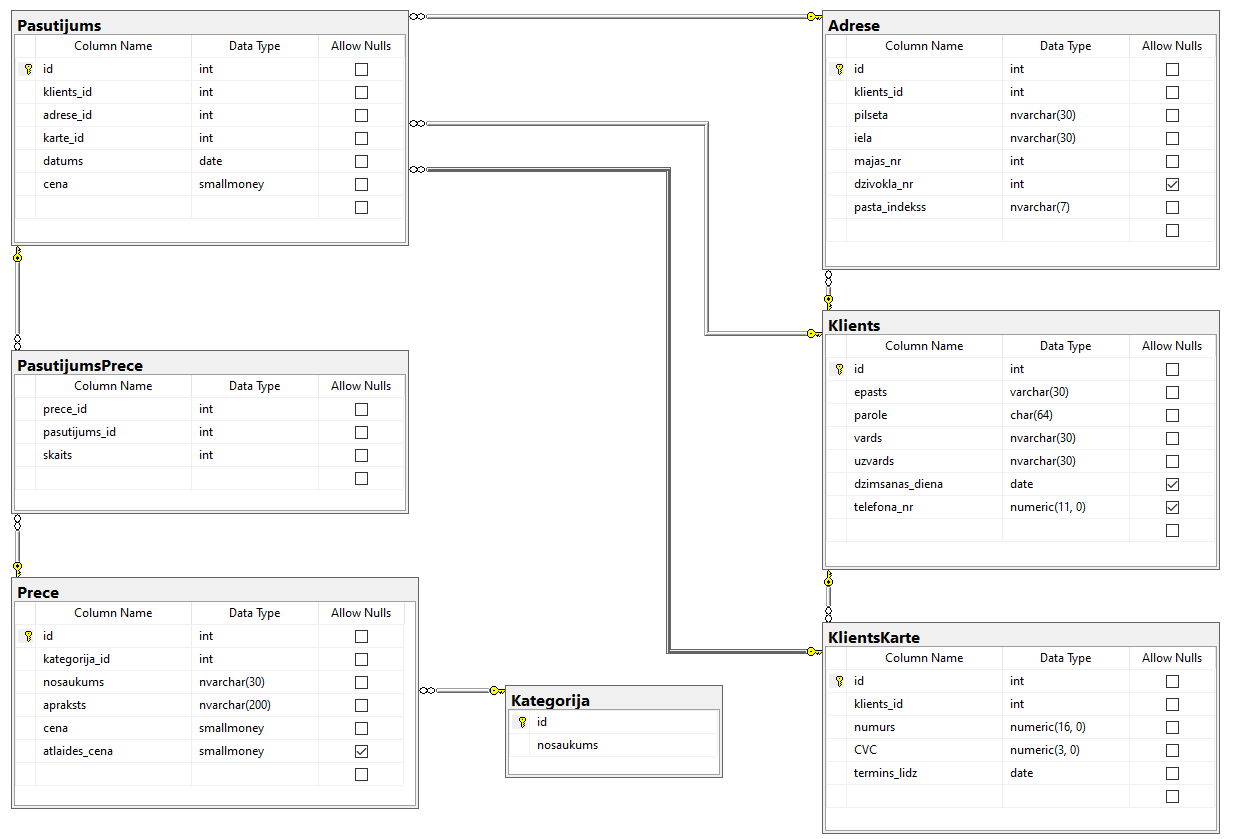 Pasutijums
Column Name Data Type Allow Nulls
id int
klients_id int
adrese_id int
karte_id int
datums date
cena smallmoney
Adrese
Column Name Data Type Allow Nulls
id int
klients_id int
pilseta nvarchar(30)
iela nvarchar(30)
majas_nr int
dzivokla_nr int
pasta_indekss nvarchar(7)
Klients
Column Name Data Type Allow Nulls
id int
epasts varchar(30)
parole char(64)
vards nvarchar(30)
uzvards nvarchar(30)
dzimsanas_diena date
telefona_nr numeric(11, 0)
PasutijumsPrece
Column Name Data Type Allow Nulls
prece_id int
pasutijums_id int
skaits int
Prece
Column Name Data Type Allow Nulls
id int
kategorija_id int
nosaukums nvarchar(30)
apraksts nvarchar(200)
cena smallmoney
atlaides_cena smallmoney
Kategorija
id
nosaukums
KlientsKarte
Column Name Data Type Allow Nulls
id int
klients_id int
numurs numeric(16, 0)
CVC numeric(3, 0)
termins_lidz date